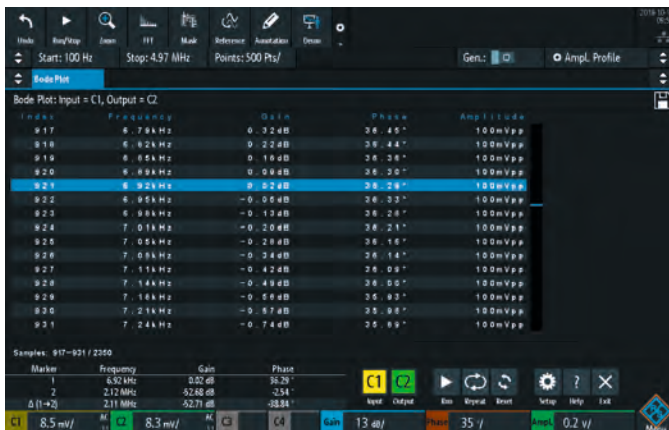 Undo Run/Stop Zoom FFT Mask Reference Annotation Demo
Start: 100 Hz Stop: 4.97 MHz Points: 500 Pts/ Gen.: Ampl. Profile
Bode Plot
Bode Plot: Input = C1, Output = C2
Index Frequency Gain Phase Amplitude
917 6.79kHz 0.32dB 36.45° 100mVpp
918 6.82kHz 0.22dB 100mVpp
919 6.85kHz 0.16dB 36.36° 100mVpp
920 6.89kHz 0.09dB 36.30° 100mVpp
921 6.92kHz 0.02dB 36.29° 100mVpp
922 6.95kHz -0.06dB 36.33° 100mVpp
923 6.98kHz -0.13dB 36.26° 100mVpp
924 7.01kHz -0.20dB 36.21° 100mVpp
925 7.05kHz -0.28dB 36.16° 100mVpp
926 7.08kHz -0.34dB 36.14° 100mVpp
927 7.11kHz -0.42dB 36.09° 100mVpp
928 7.14kHz -0.49dB 100mVpp
929 7.18kHz -0.56dB 35.93° 100mVpp
930 7.21kHz -0.67dB 100mVpp
931 7.24kHz -0.74dB 35.89° 100mVpp
Samples: 917-931 / 2350
Marker Frequency Gain Phase
1 6.92 kHz 0.02 dB 36.29 °
2 2.12 MHz -52.68 dB -2.54 °
Δ (1→2) 2.11 MHz -52.71 dB -38.84 °
C1 C2 ? 
Input Output Run Repeat Reset Setup Help Exit
C1 8.5 mV/ AC C2 8.3 mV/ C3 C4 Gain 13 dB/ Phase 35 °/ Ampl. 0.2 V/